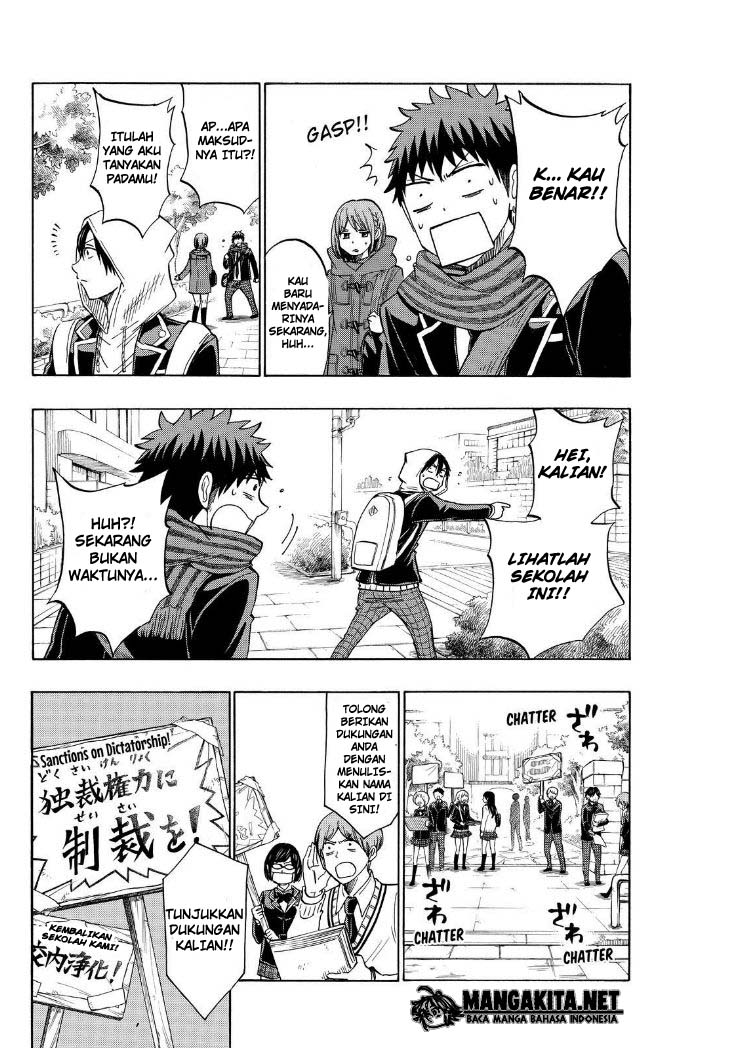 K... KAU
BENAR!!
GASP!!
KAU
BARU
MENYADA-
RINYA
SEKARANG,
HUH...
AP...APA
MAKSUD-
NYA ITU?!
ITULAH
YANG AKU
TANYAKAN
PADAMU!
HEI,
KALIAN!
LIHATLAH
SEKOLAH
INI!!
HUH?!
SEKARANG
BUKAN
WAKTUNYA...
CHATTER
ざわ
ざわ
CHATTER
ざわ
CHATTER
TOLONG
BERIKAN
DUKUNGAN
ANDA
DENGAN
MENULIS-
KAN NAMA
KALIAN DI
SINI!
TUNJUKKAN
DUKUNGAN
KALIAN!!
Sanctions on Dictatorship!
どくさいけんりょく
独裁権力に
せいさい
制裁を!
KEMBALIKAN
SEKOLAH KAMI!
校内浄化!
MANGAKITA.NET
BACA MANGA BAHASA INDONESIA